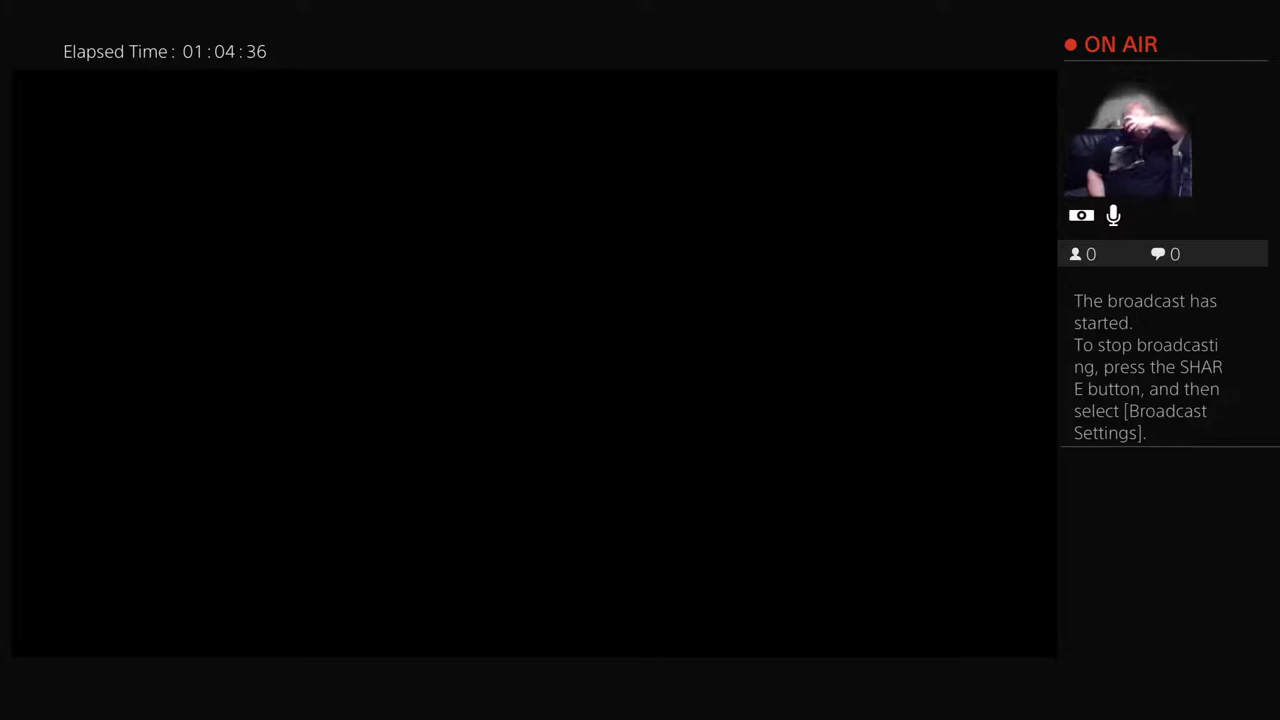 Elapsed Time: 01:04:36
ON AIR
0 0
The broadcast has
started.
To stop broadcasti
ng, press the SHAR
E button, and then
select [Broadcast
Settings].